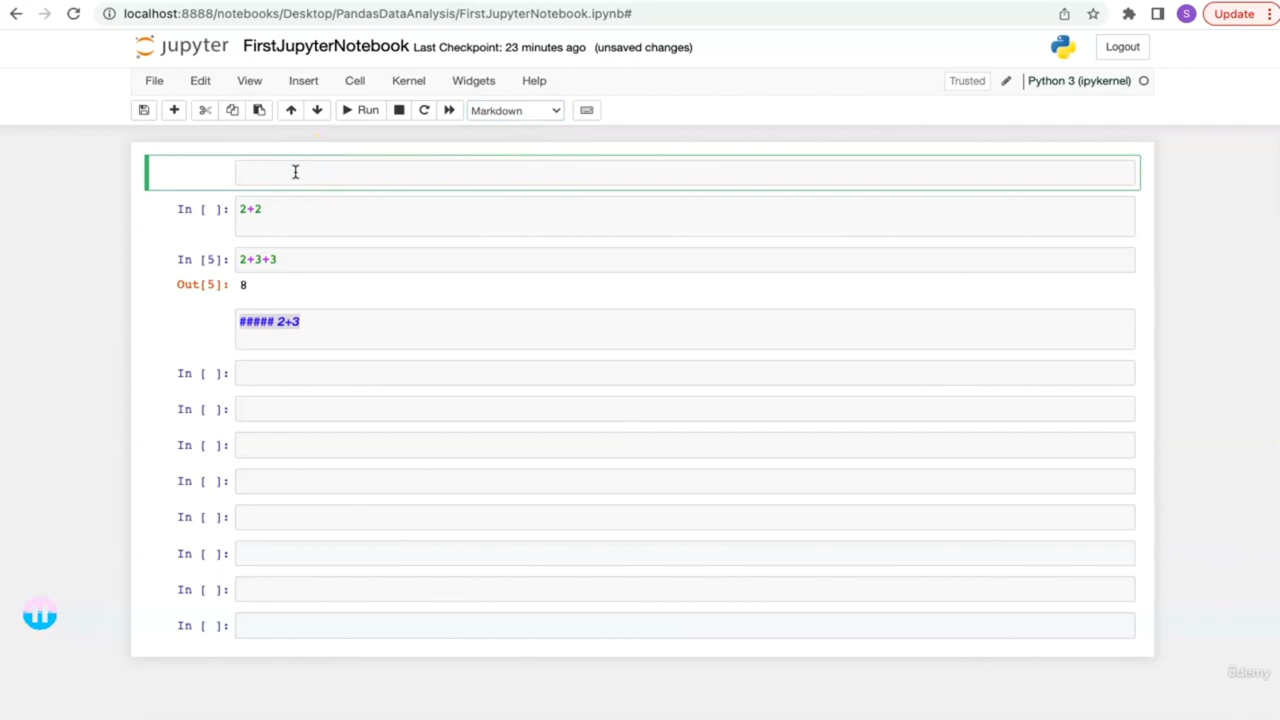 localhost:8888/notebooks/Desktop/PandasDataAnalysis/FirstJupyterNotebook.ipynb#
S
Update
jupyter FirstJupyterNotebook Last Checkpoint: 23 minutes ago (unsaved changes)
Logout
File Edit View Insert Cell Kernel Widgets Help
Trusted
Python 3 (ipykernel)
Run
Markdown
In [ ]: 2+2
In [5]: 2+3+3
Out[5]: 8
##### 2+3
In [ ]:
In [ ]:
In [ ]:
In [ ]:
In [ ]:
In [ ]:
In [ ]:
In [ ]:
ûdemy